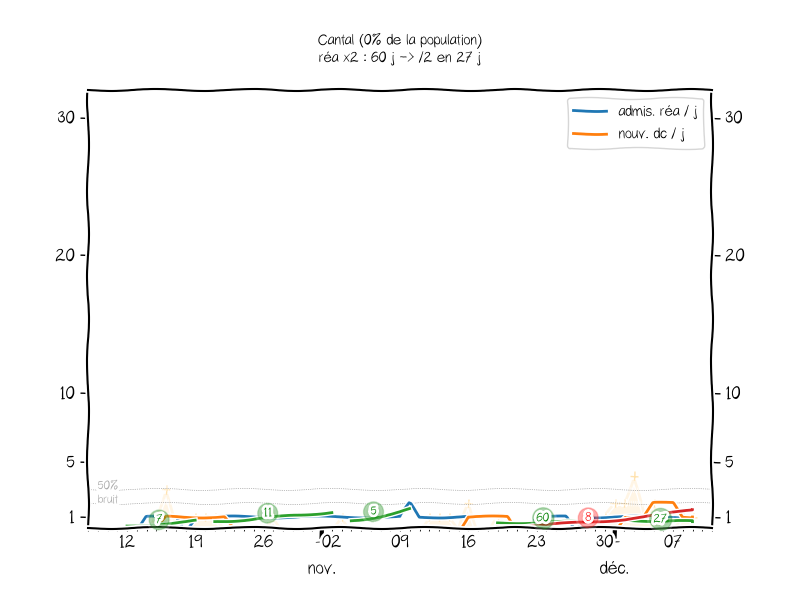 Cantal (0% de la population)
réa x2 : 60 j -> /2 en 27 j
admis. réa / j
nouv. dc / j
30
30
20
20
10
10
5
5
50%
bruit
1
1
7
11
5
60
8
27
12 19 26 02 09 16 23 30 07
nov. déc.